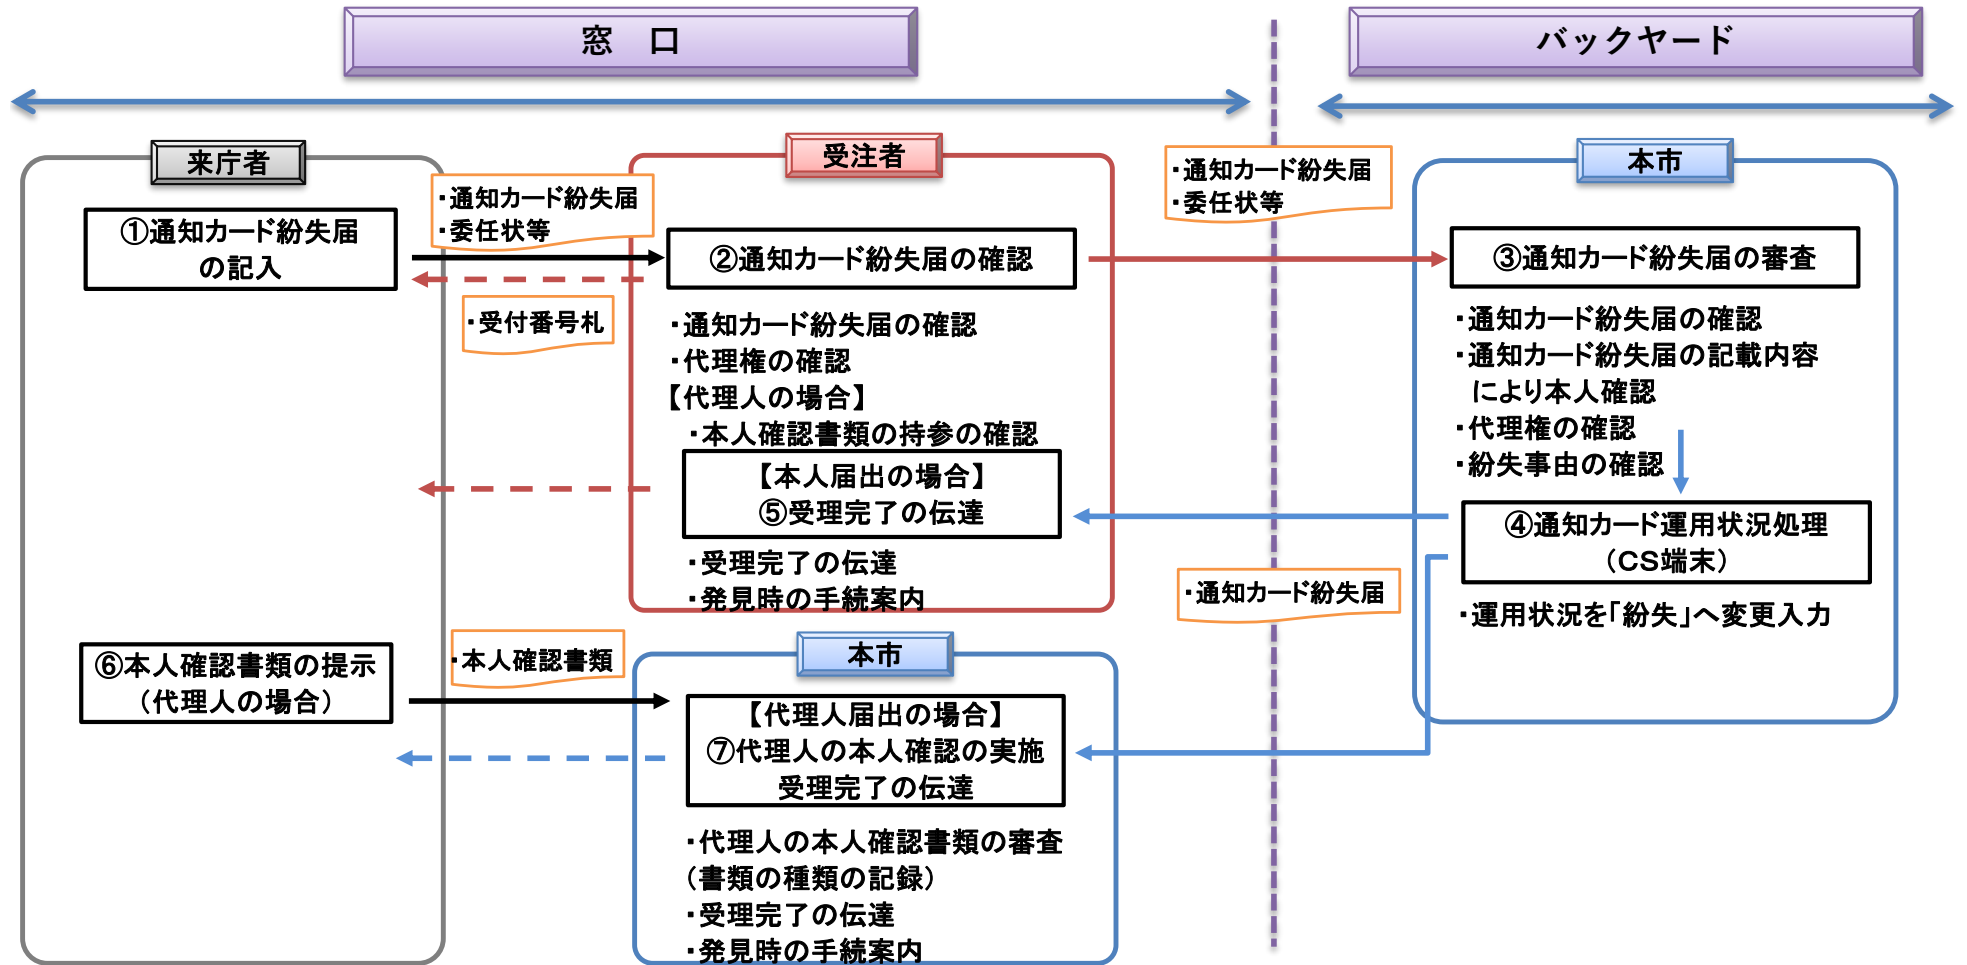 窓　口
バックヤード
来庁者
①通知カード紛失届
の記入
・通知カード紛失届
・委任状等
・受付番号札
受注者
②通知カード紛失届の確認
・通知カード紛失届の確認
・代理権の確認
【代理人の場合】
・本人確認書類の持参の確認
【本人届出の場合】
⑤受理完了の伝達
・受理完了の伝達
・発見時の手続案内
・通知カード紛失届
・委任状等
本市
③通知カード紛失届の審査
・通知カード紛失届の確認
・通知カード紛失届の記載内容
により本人確認
・代理権の確認
・紛失事由の確認
④通知カード運用状況処理
（CS端末）
・運用状況を「紛失」へ変更入力
・通知カード紛失届
⑥本人確認書類の提示
（代理人の場合）
・本人確認書類
本市
【代理人届出の場合】
⑦代理人の本人確認の実施
受理完了の伝達
・代理人の本人確認書類の審査
（書類の種類の記録）
・受理完了の伝達
・発見時の手続案内